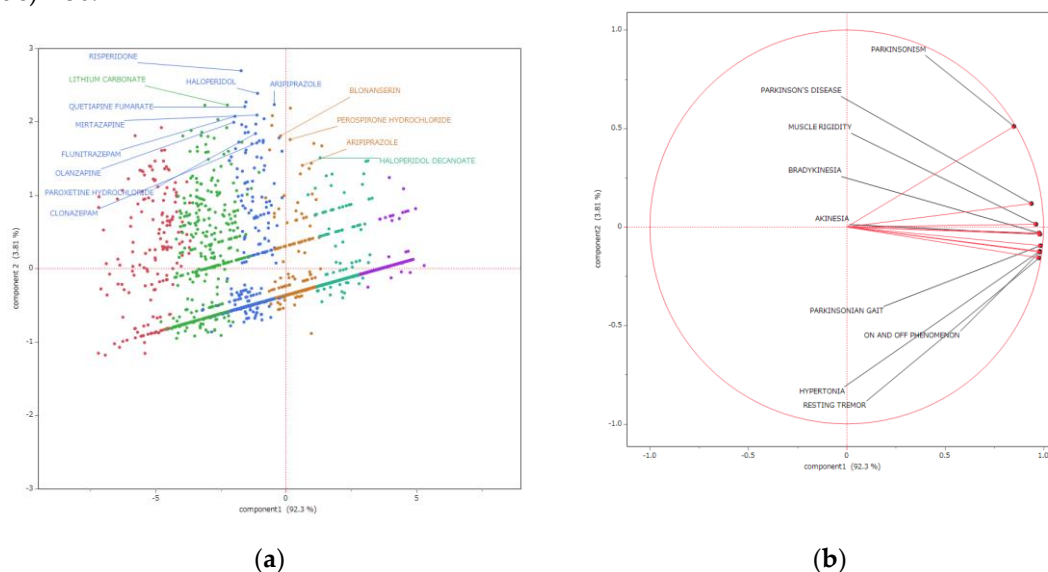 3
2
1
0
-1
-2
-3
component 2 (3.81 %)
RISPERIDONE
LITHIUM CARBONATE
HALOPERIDOL
ARIPIPRAZOLE
QUETIAPINE FUMARATE
MIRTAZAPINE
FLUNITRAZEPAM
OLANZAPINE
PAROXETINE HYDROCHLORIDE
CLONAZEPAM
BLONANSERIN
PEROSPIRONE HYDROCHLORIDE
ARIPIPRAZOLE
HALOPERIDOL DECANOATE
-5
0
5
component1 (92.3 %)
(a)
1.0
0.5
0
-0.5
-1.0
component2 (3.81 %)
PARKINSONISM
PARKINSON'S DISEASE
MUSCLE RIGIDITY
BRADYKINESIA
AKINESIA
PARKINSONIAN GAIT
ON AND OFF PHENOMENON
HYPERTONIA
RESTING TREMOR
-1.0
-0.5
0
0.5
1.0
component1 (92.3 %)
(b)